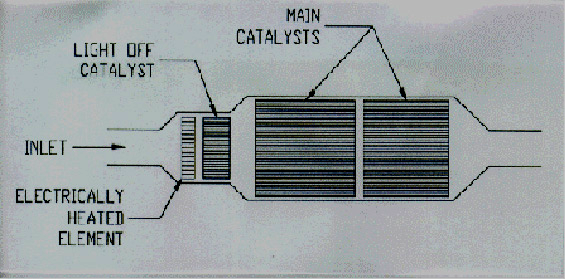 MAIN
CATALYSTS
LIGHT OFF
CATALYST
INLET
ELECTRICALLY
HEATED
ELEMENT